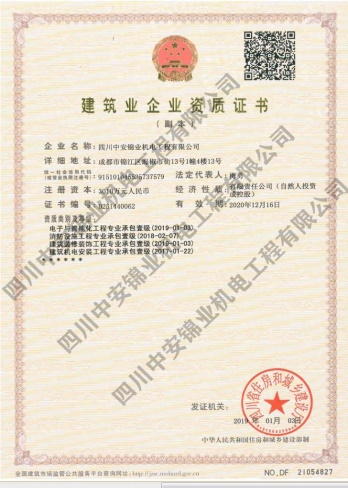 建筑业企业资质证书
(副本)
企业名称：四川中安锦业机电工程有限公司
详细地址：成都市锦江区 街13号1幢4楼13号
统一社会信用代码
(或营业执照注册号)：
法定代表人：
注册资本： 万元人民币
经济性质：有限责任公司（自然人投资或控股）
证书编号：D251440062
有效期：2020年12月16日
资质类别及等级：
电子与智能化工程专业承包壹级(2019-01-03)
消防设施工程专业承包壹级(2018-02-07)
建筑装修装饰工程专业承包壹级(2019-01-03)
建筑机电安装工程专业承包壹级(2017-01-22)
******
四川中安锦业机电工程有限公司
四川中安锦业机电工程有限公司
四川中安锦业机电工程有限公司
四川省住房和城乡建设厅
发证机关：
2019年 01月 03日
中华人民共和国住房和城乡建设部制
全国建筑市场监管公共服务平台查询网址：http://jzsc.mohurd.gov.cn
NO.DF 21054827